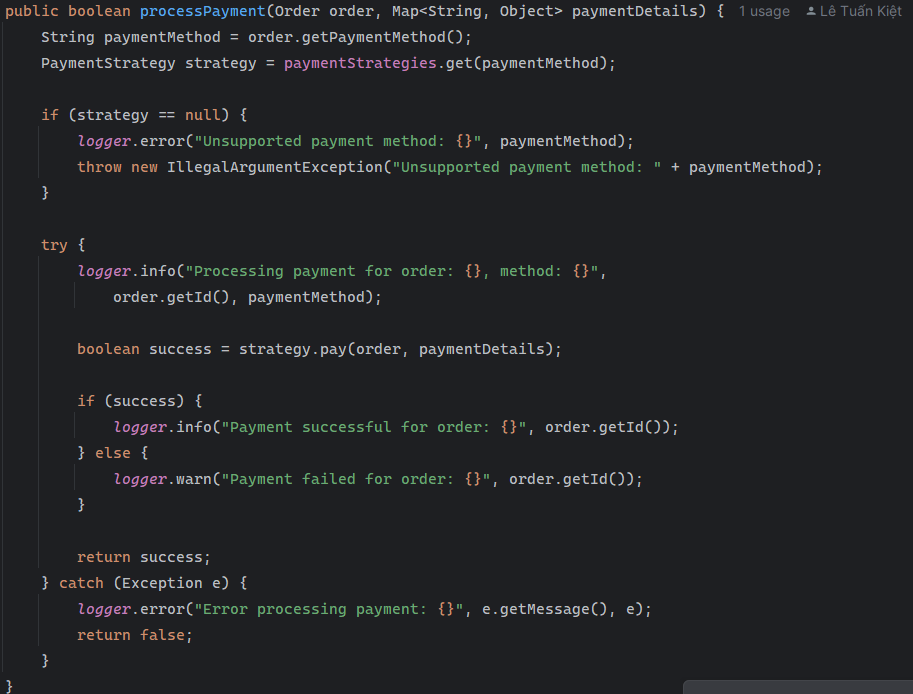 public boolean processPayment(Order order, Map<String, Object> paymentDetails) { 1 usage Lê Tuấn Kiệt
    String paymentMethod = order.getPaymentMethod();
    PaymentStrategy strategy = paymentStrategies.get(paymentMethod);

    if (strategy == null) {
        logger.error("Unsupported payment method: {}", paymentMethod);
        throw new IllegalArgumentException("Unsupported payment method: " + paymentMethod);
    }

    try {
        logger.info("Processing payment for order: {}, method: {}",
            order.getId(), paymentMethod);

        boolean success = strategy.pay(order, paymentDetails);

        if (success) {
            logger.info("Payment successful for order: {}", order.getId());
        } else {
            logger.warn("Payment failed for order: {}", order.getId());
        }

        return success;
    } catch (Exception e) {
        logger.error("Error processing payment: {}", e.getMessage(), e);
        return false;
    }
}